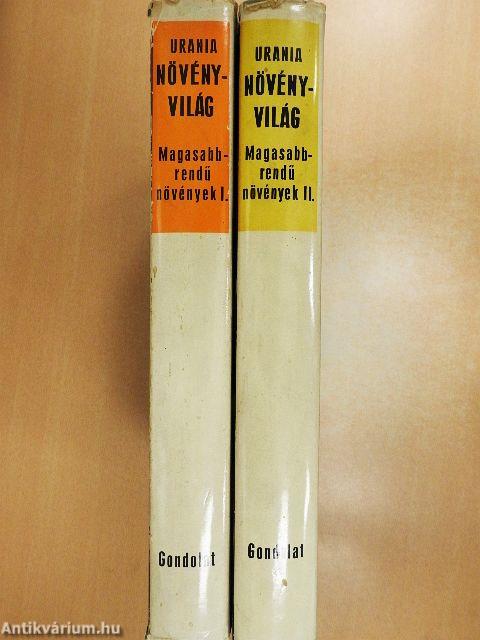 URANIA
NÖVÉNY-
VILÁG
Magasabb-
rendű
növények I.
Gondolat
URANIA
NÖVÉNY-
VILÁG
Magasabb-
rendű
növények II.
Gondolat
Antikvárium.hu